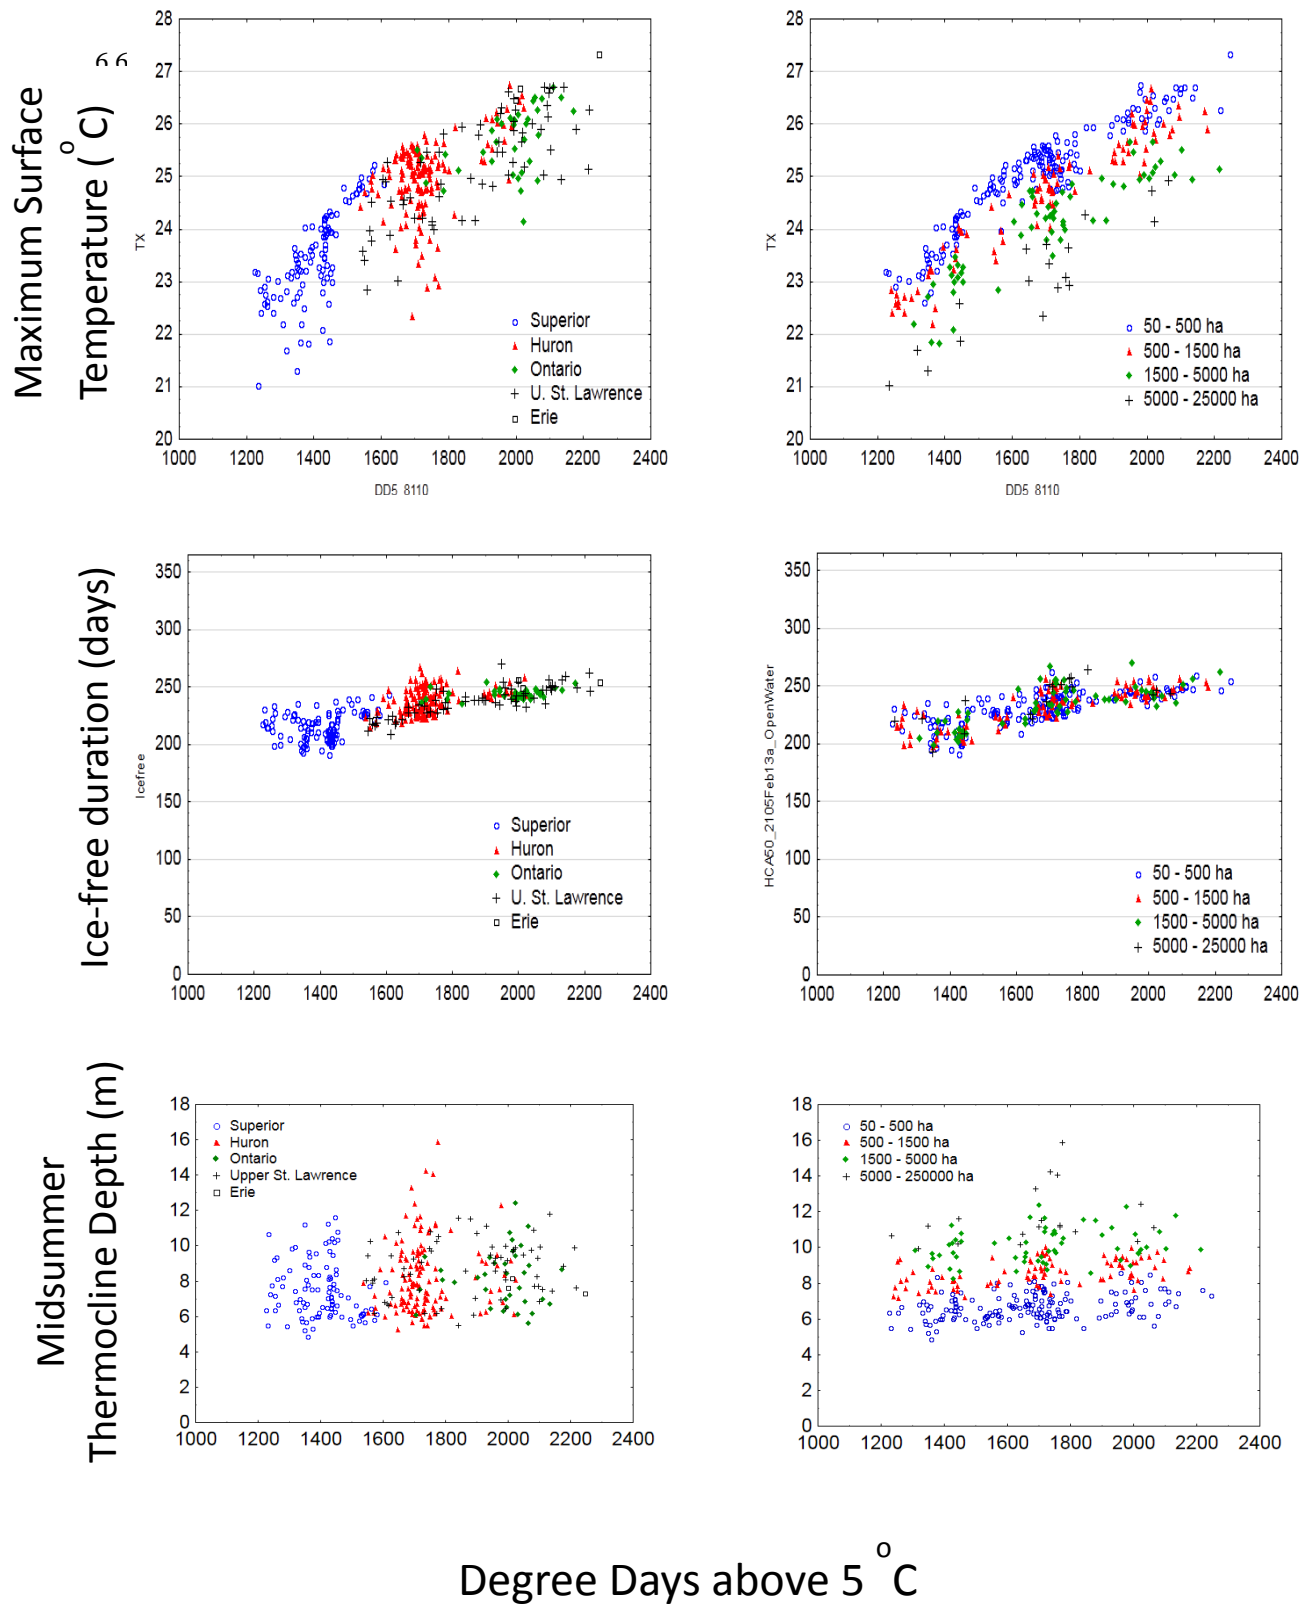 Maximum Surface
Temperature (°C)
6 6
28
27
26
25
24
23
22
21
20
TX
Superior
Huron
Ontario
U. St. Lawrence
Erie
1000 1200 1400 1600 1800 2000 2200 2400
DD5_8110
28
27
26
25
24
23
22
21
20
TX
50 - 500 ha
500 - 1500 ha
1500 - 5000 ha
5000 - 25000 ha
1000 1200 1400 1600 1800 2000 2200 2400
DD5_8110
Ice-free duration (days)
350
300
250
200
150
100
50
0
Icefree
Superior
Huron
Ontario
U. St. Lawrence
Erie
1000 1200 1400 1600 1800 2000 2200 2400
350
300
250
200
150
100
50
0
HCA50_2105Feb13a_OpenWater
50 - 500 ha
500 - 1500 ha
1500 - 5000 ha
5000 - 25000 ha
1000 1200 1400 1600 1800 2000 2200 2400
Midsummer
Thermocline Depth (m)
18
16
14
12
10
8
6
4
2
0
Superior
Huron
Ontario
Upper St. Lawrence
Erie
1000 1200 1400 1600 1800 2000 2200 2400
18
16
14
12
10
8
6
4
2
0
50 - 500 ha
500 - 1500 ha
1500 - 5000 ha
5000 - 250000 ha
1000 1200 1400 1600 1800 2000 2200 2400
Degree Days above 5 °C